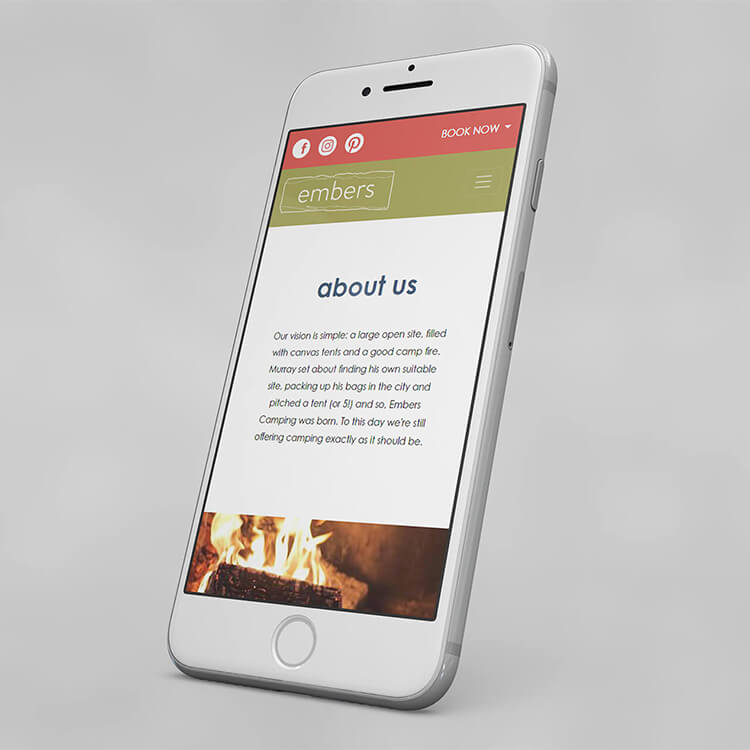 BOOK NOW
embers
about us
Our vision is simple: a large open site, filled
with canvas tents and a good camp fire.
Murray set about finding his own suitable
site, packing up his bags in the city and
pitched a tent (or 5!) and so, Embers
Camping was born. To this day we're still
offering camping exactly as it should be.